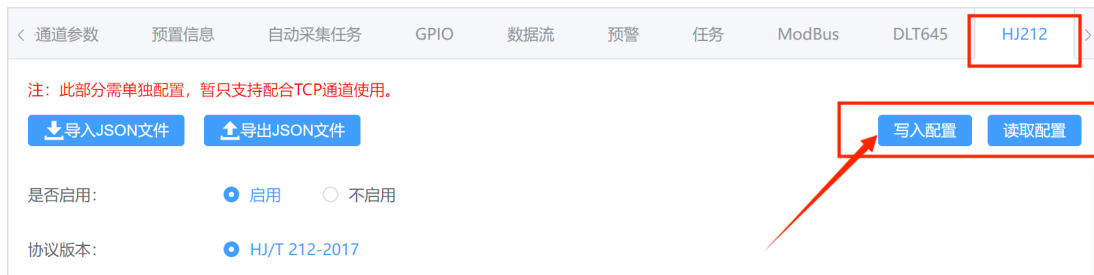 通道参数 预置信息 自动采集任务 GPIO 数据流 预警 任务 ModBus DLT645 HJ212
注：此部分需单独配置，暂只支持配合TCP通道使用。
导入JSON文件 导出JSON文件 写入配置 读取配置
是否启用： 启用 不启用
协议版本： HJ/T 212-2017